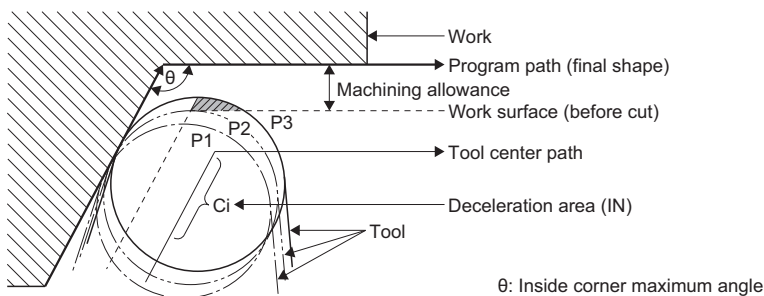 Work
θ
Program path (final shape)
Machining allowance
Work surface (before cut)
P1
P2
P3
Tool center path
Ci
Deceleration area (IN)
Tool
θ: Inside corner maximum angle